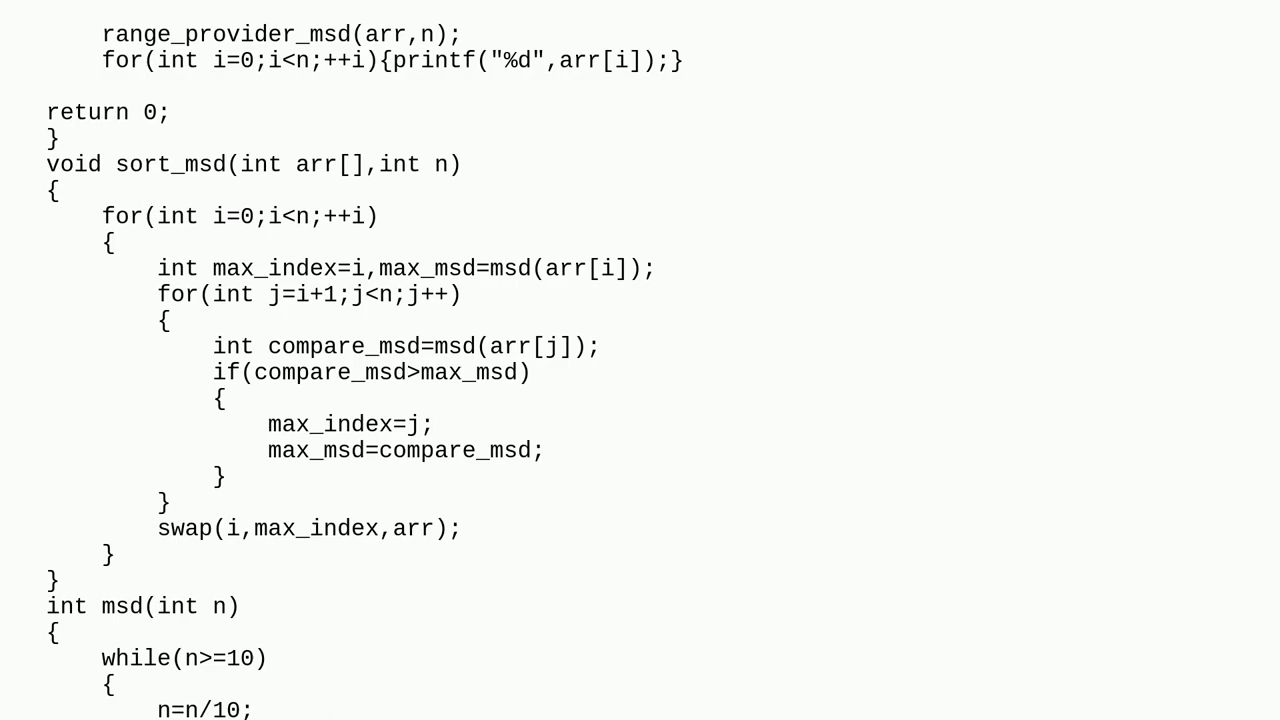 range_provider_msd(arr,n);
    for(int i=0;i<n;++i){printf("%d",arr[i]);}

return 0;
}
void sort_msd(int arr[],int n)
{
    for(int i=0;i<n;++i)
    {
        int max_index=i,max_msd=msd(arr[i]);
        for(int j=i+1;j<n;j++)
        {
            int compare_msd=msd(arr[j]);
            if(compare_msd>max_msd)
            {
                max_index=j;
                max_msd=compare_msd;
            }
        }
        swap(i,max_index,arr);
    }
}
int msd(int n)
{
    while(n>=10)
    {
        n=n/10;